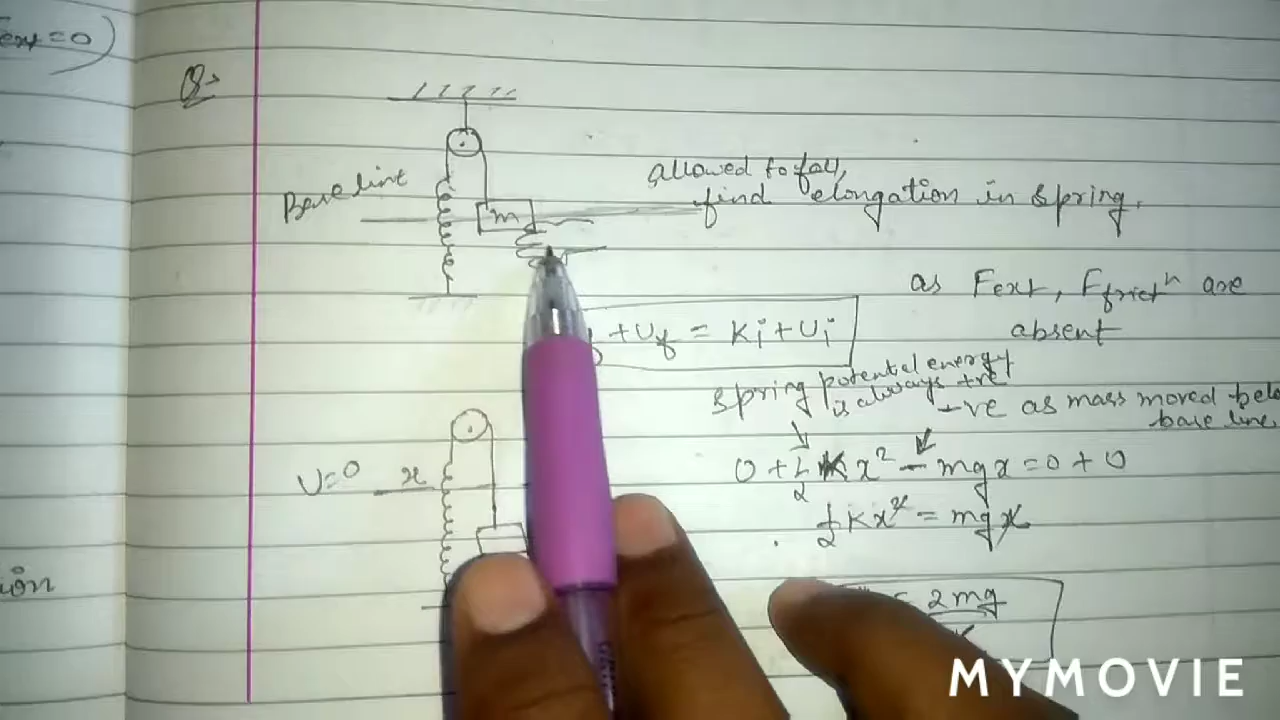 =0)
Q→
Base line
m
allowed to fall,
find elongation in spring.
as Fext, Ffrictn are
absent
+Uf = Ki+Ui
spring potential energy
is always +ve
-ve as mass moved
base line
U=0 x
0 + 1/2 Kx² - mgx = 0 + 0
1/2 Kx² = mgx
= 2mg
MYMOVIE